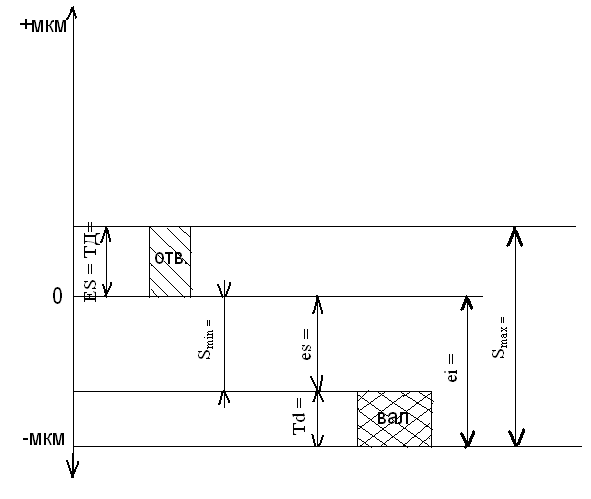 +мкм
ES = TД=
отв.
0
Smin =
es =
ei =
Smax =
Td =
вал
-мкм